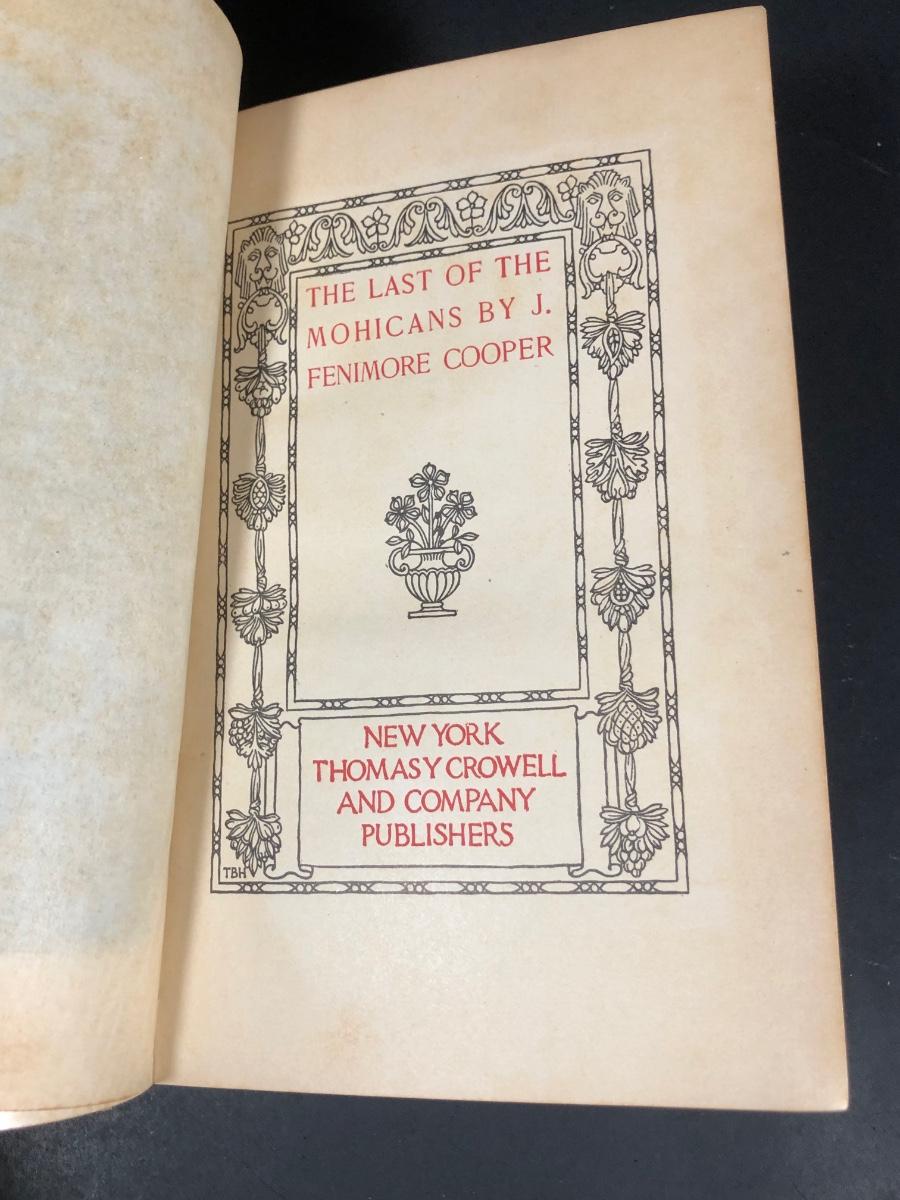 THE LAST OF THE
MOHICANS BY J.
FENIMORE COOPER
NEW YORK
THOMAS Y CROWELL
AND COMPANY
PUBLISHERS
TBH